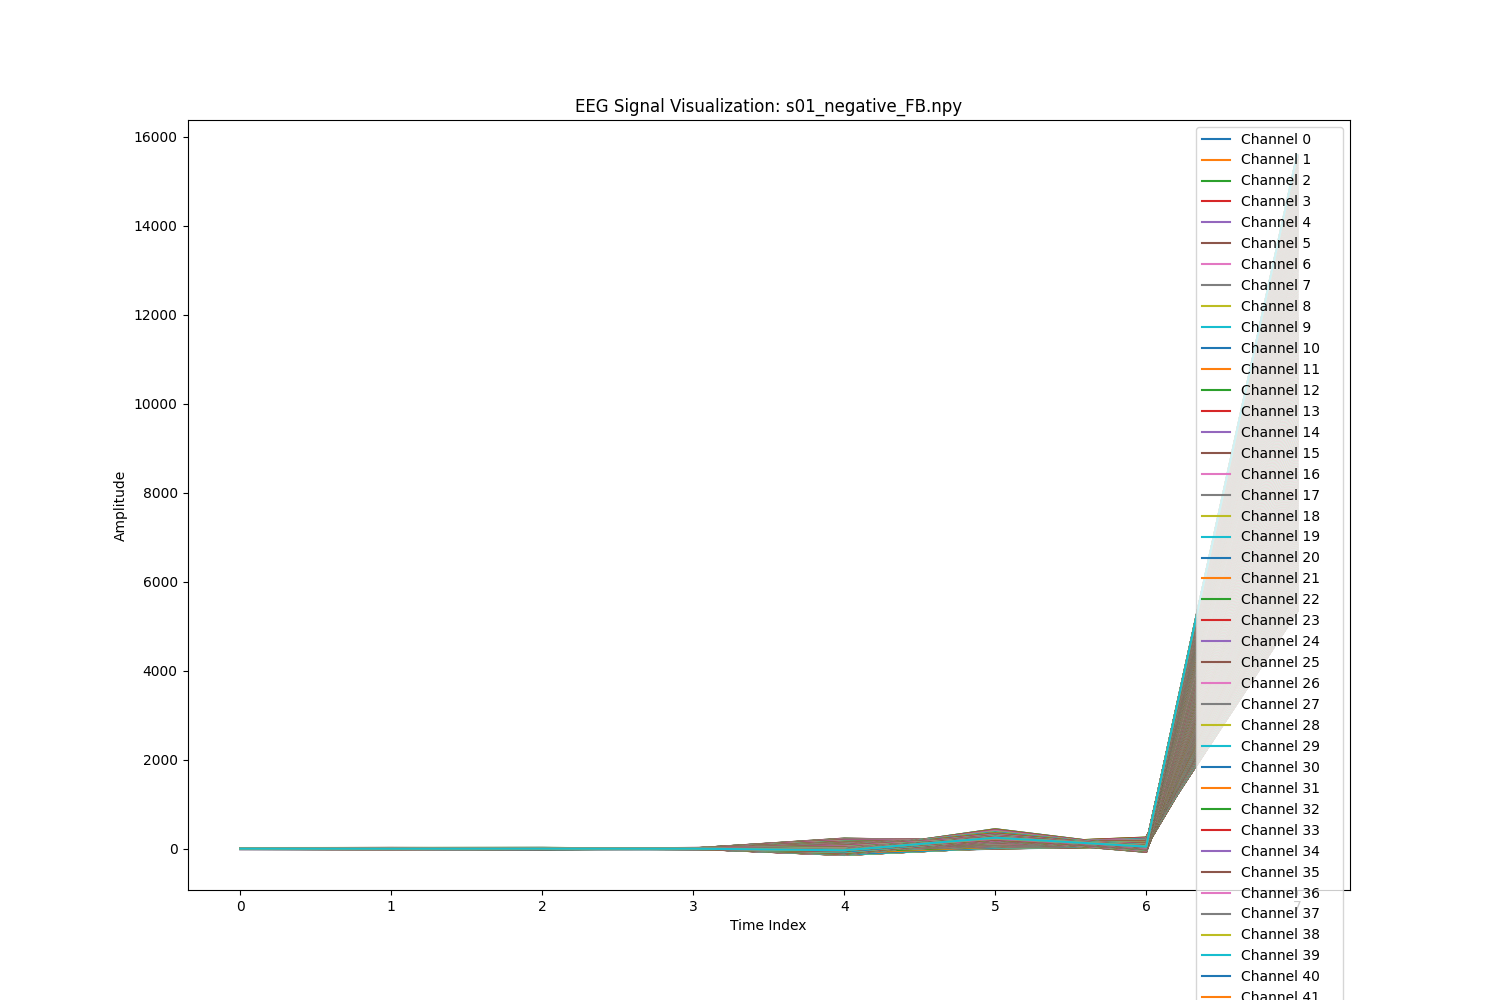 EEG Signal Visualization: s01_negative_FB.npy
16000
14000
12000
10000
8000
6000
4000
2000
0
Amplitude
0 1 2 3 4 5 6 7
Time Index
Channel 0
Channel 1
Channel 2
Channel 3
Channel 4
Channel 5
Channel 6
Channel 7
Channel 8
Channel 9
Channel 10
Channel 11
Channel 12
Channel 13
Channel 14
Channel 15
Channel 16
Channel 17
Channel 18
Channel 19
Channel 20
Channel 21
Channel 22
Channel 23
Channel 24
Channel 25
Channel 26
Channel 27
Channel 28
Channel 29
Channel 30
Channel 31
Channel 32
Channel 33
Channel 34
Channel 35
Channel 36
Channel 37
Channel 38
Channel 39
Channel 40
Channel 41